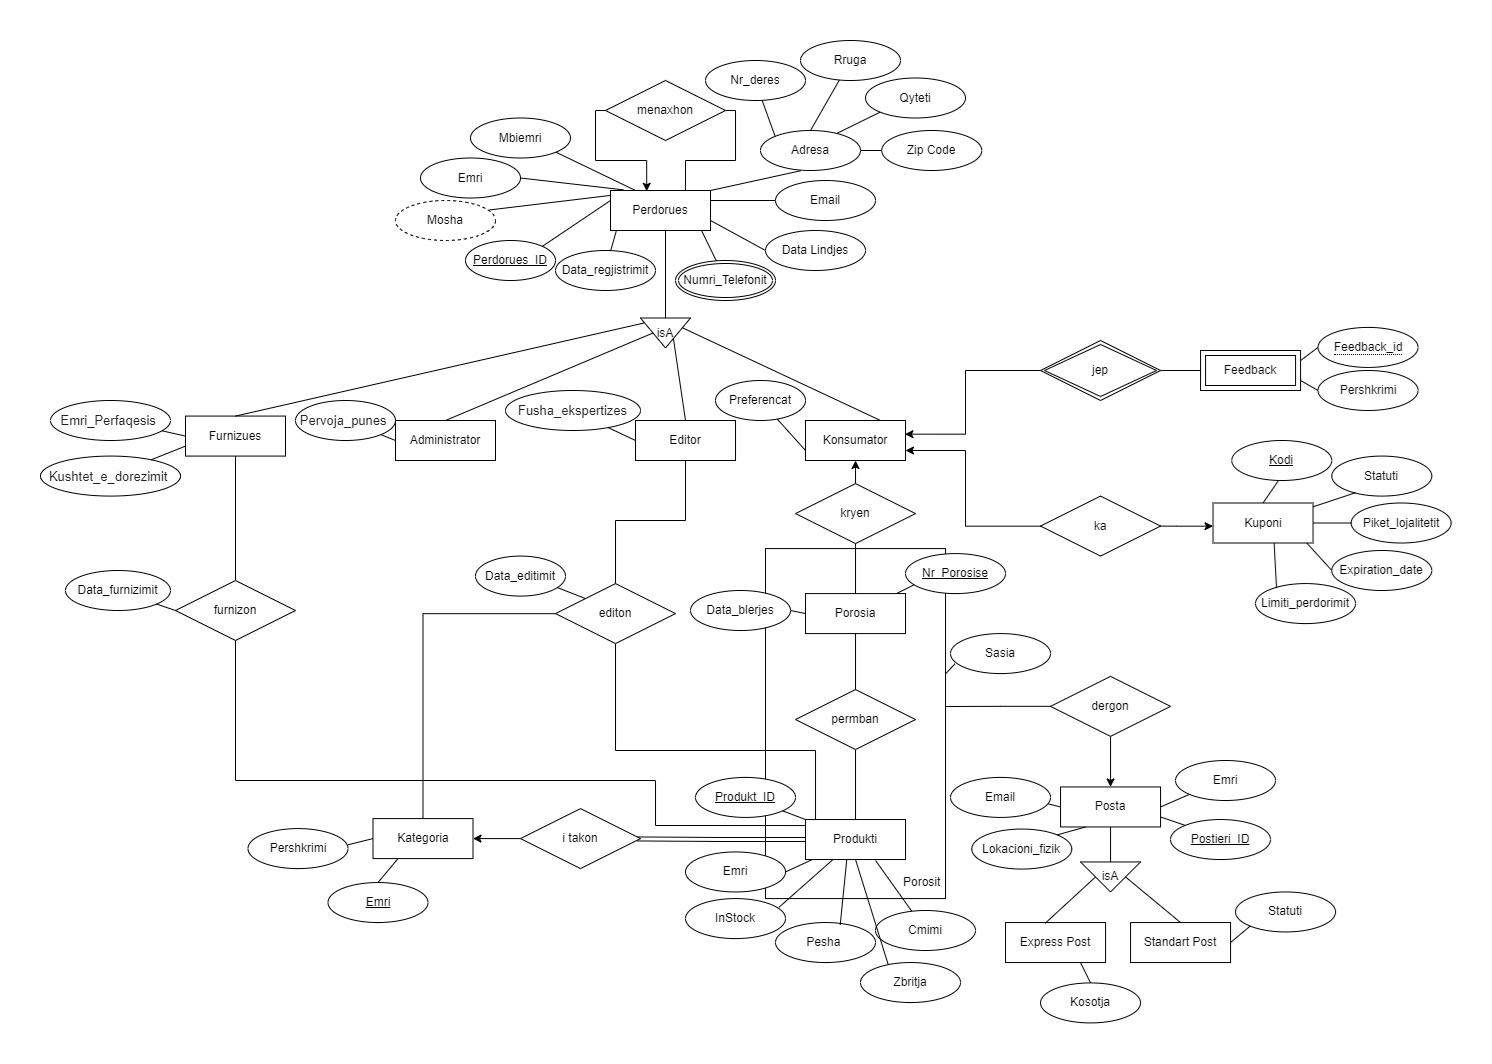 Rruga
Nr_deres
Qyteti
menaxhon
Mbiemri
Adresa
Zip Code
Emri
Mosha
Perdorues
Email
Perdorues_ID
Data_regjistrimit
Numri_Telefonit
Data Lindjes
isA
Feedback_id
jep
Feedback
Pershkrimi
Emri_Perfaqesis
Pervoja_punes
Fusha_ekspertizes
Preferencat
Furnizues
Administrator
Editor
Konsumator
Kushtet_e_dorezimit
Kodi
Statuti
kryen
ka
Kuponi
Piket_lojalitetit
Expiration_date
Limiti_perdorimit
Data_furnizimit
furnizon
Data_editimit
editon
Nr_Porosise
Data_blerjes
Porosia
Sasia
permban
dergon
Produkt_ID
Email
Posta
Emri
Kategoria
i takon
Produkti
Pershkrimi
Lokacioni_fizik
Postieri_ID
Emri
Emri
Porosit
isA
InStock
Pesha
Cmimi
Statuti
Express Post
Standart Post
Zbritja
Kosotja